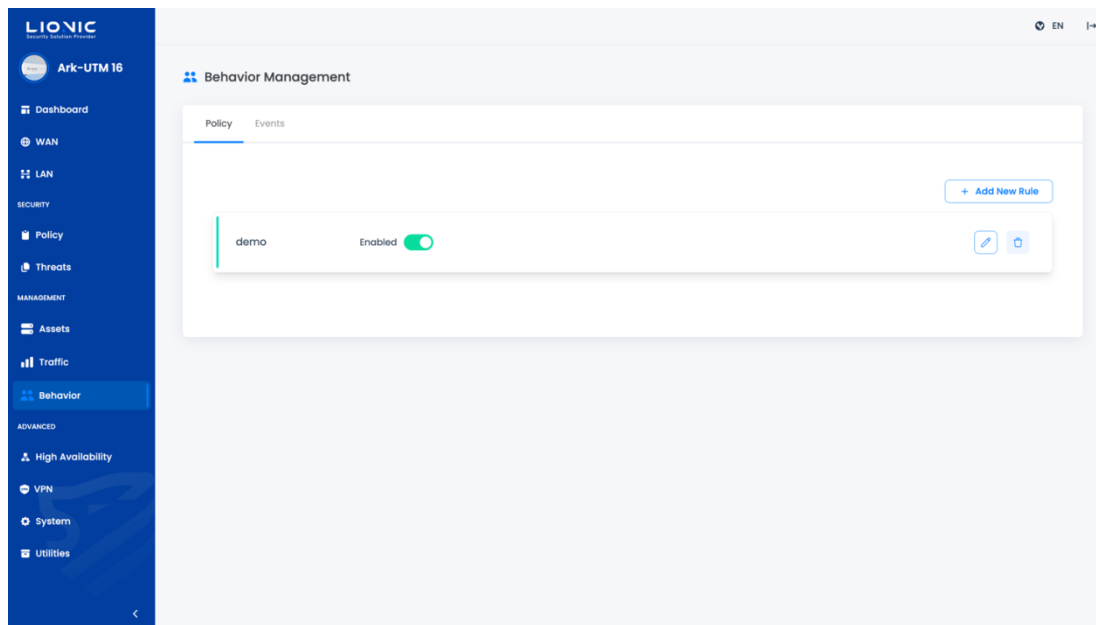 LIONIC
Security Solution Provider
Ark-UTM 16
Dashboard
WAN
LAN
SECURITY
Policy
Threats
MANAGEMENT
Assets
Traffic
Behavior
ADVANCED
High Availability
VPN
System
Utilities
EN
Behavior Management
Policy Events
+ Add New Rule
demo Enabled